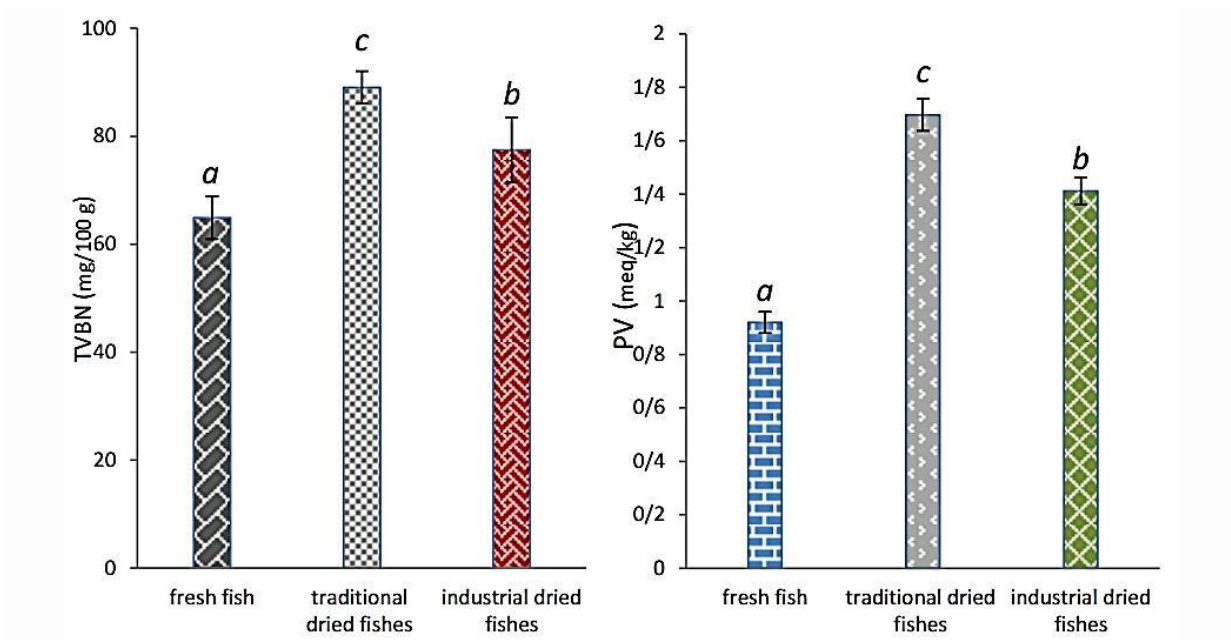 100
80
160
40
20
0
TVBN (mg/100 g)
a
c
b
fresh fish
traditional
dried fishes
industrial dried
fishes
2
1/8
1/6
1/4
1/2
1
0/8
0/6
0/4
0/2
0
PV (meq/kg)
a
c
b
fresh fish
traditional dried
fishes
industrial dried
fishes